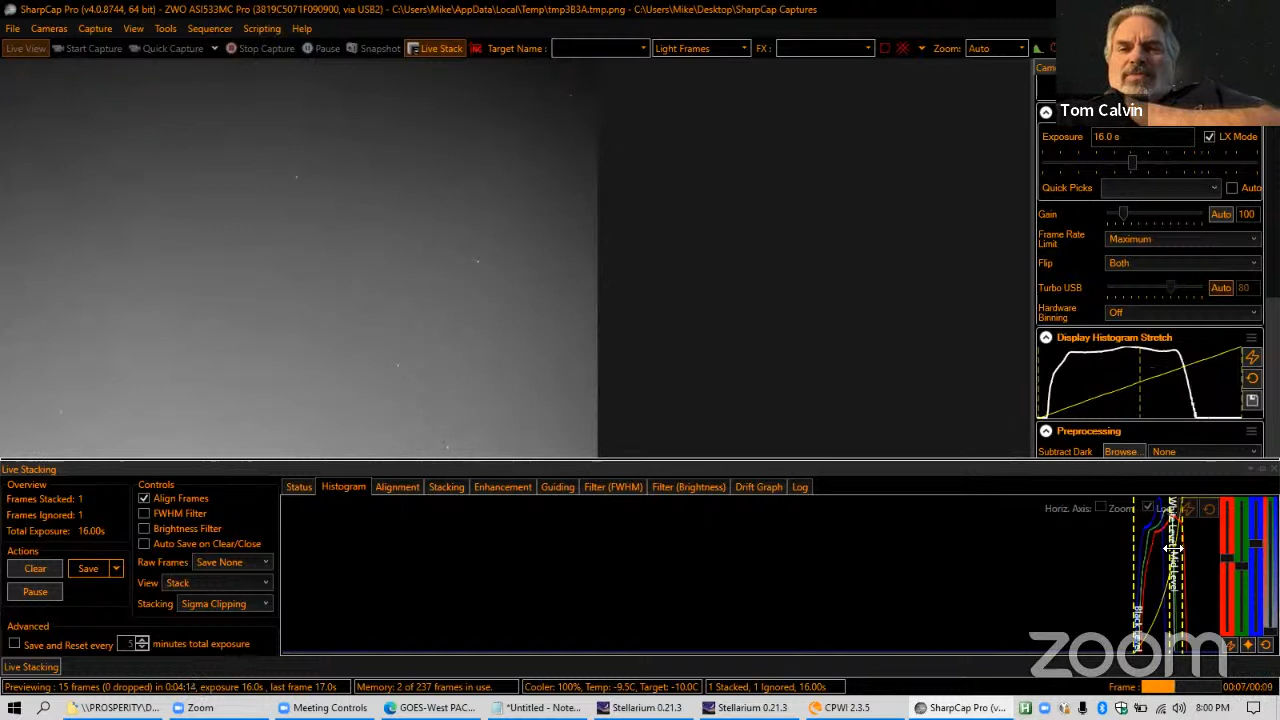 SharpCap Pro (v4.0.8744, 64 bit) - ZWO ASI533MC Pro (3819C5071F090900, via USB2) - C:\Users\Mike\AppData\Local\Temp\tmp3B3A.tmp.png - C:\Users\Mike\Desktop\SharpCap Captures
File Cameras Capture View Tools Sequencer Scripting Help
Live View Start Capture Quick Capture Stop Capture Pause Snapshot Live Stack Target Name : Light Frames FX : Zoom: Auto
Tom Calvin
Exposure 16.0 s LX Mode
Quick Picks Auto
Gain Auto 100
Frame Rate Limit Maximum
Flip Both
Turbo USB Auto 80
Hardware Binning Off
Display Histogram Stretch
Preprocessing
Subtract Dark Browse... None
Live Stacking
Overview
Frames Stacked: 1
Frames Ignored: 1
Total Exposure: 16.00s
Actions
Clear Save
Pause
Advanced
Save and Reset every 5 minutes total exposure
Controls
Align Frames
FWHM Filter
Brightness Filter
Auto Save on Clear/Close
Raw Frames Save None
View Stack
Stacking Sigma Clipping
Status Histogram Alignment Stacking Enhancement Guiding Filter (FWHM) Filter (Brightness) Drift Graph Log
Horiz. Axis: Zoom
Black Level
White Level
Mid Level
zoom
Live Stacking
Previewing : 15 frames (0 dropped) in 0:04:14, exposure 16.0s , last frame 17.0s Memory: 2 of 237 frames in use. Cooler: 100%, Temp: -9.5C, Target: -10.0C 1 Stacked, 1 Ignored, 16.00s Frame : 00:07/00:09
\\PROSPERITY\D... Zoom Meeting Controls GOES-West PAC... *Untitled - Note... Stellarium 0.21.3 Stellarium 0.21.3 CPWI 2.3.5 SharpCap Pro (v... 8:00 PM